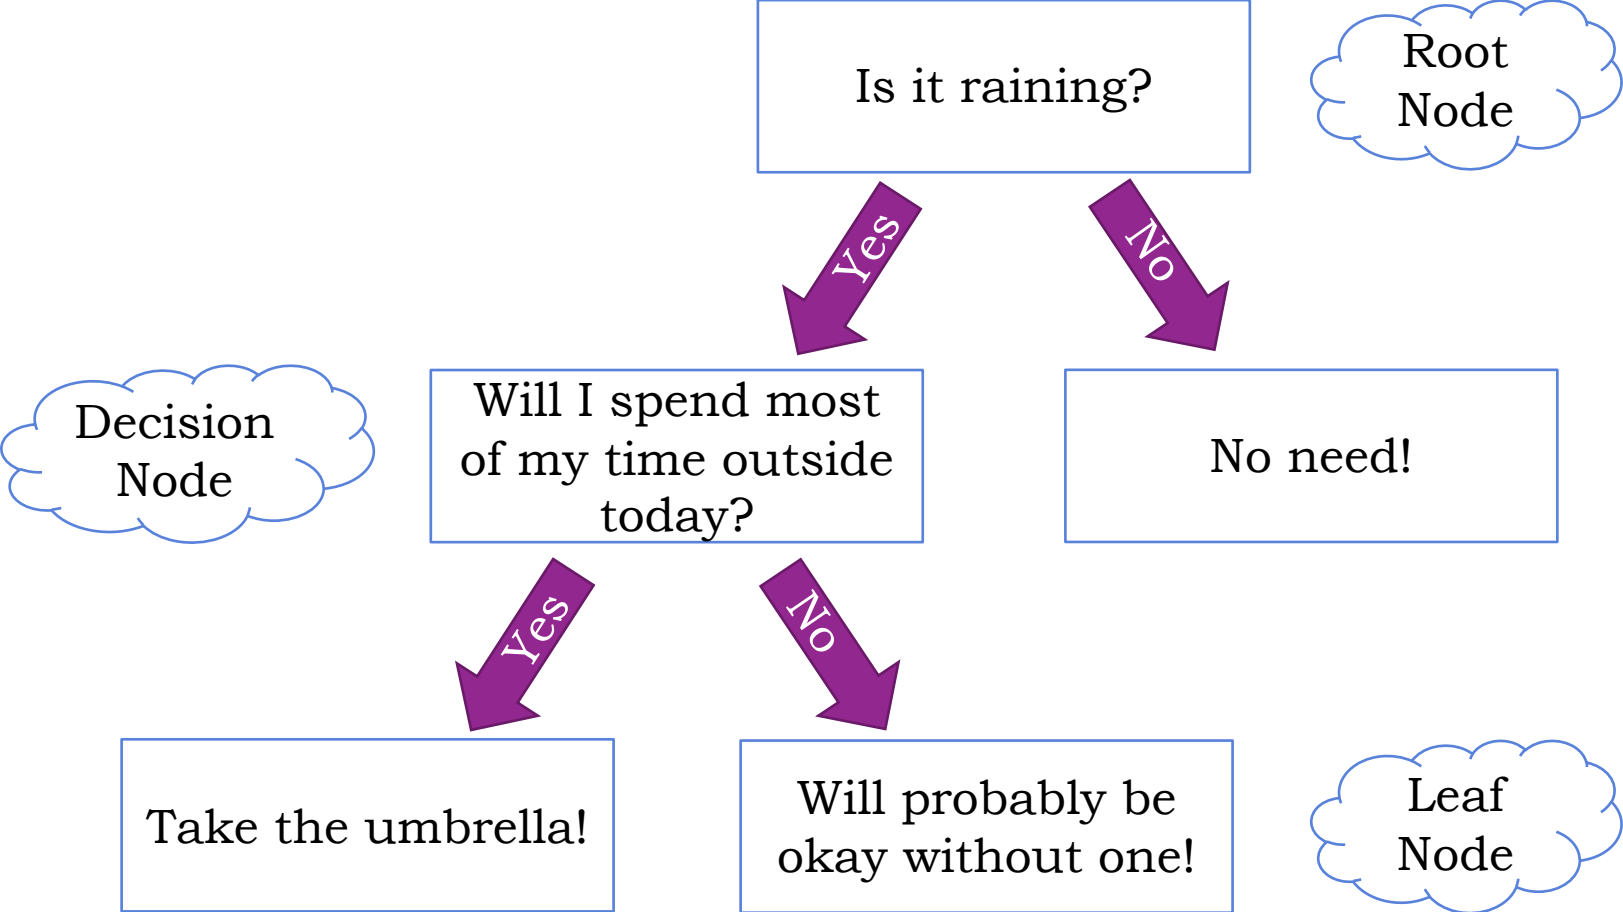 Is it raining?
Root
Node
Yes
No
Decision
Node
Will I spend most
of my time outside
today?
No need!
Yes
No
Take the umbrella!
Will probably be
okay without one!
Leaf
Node